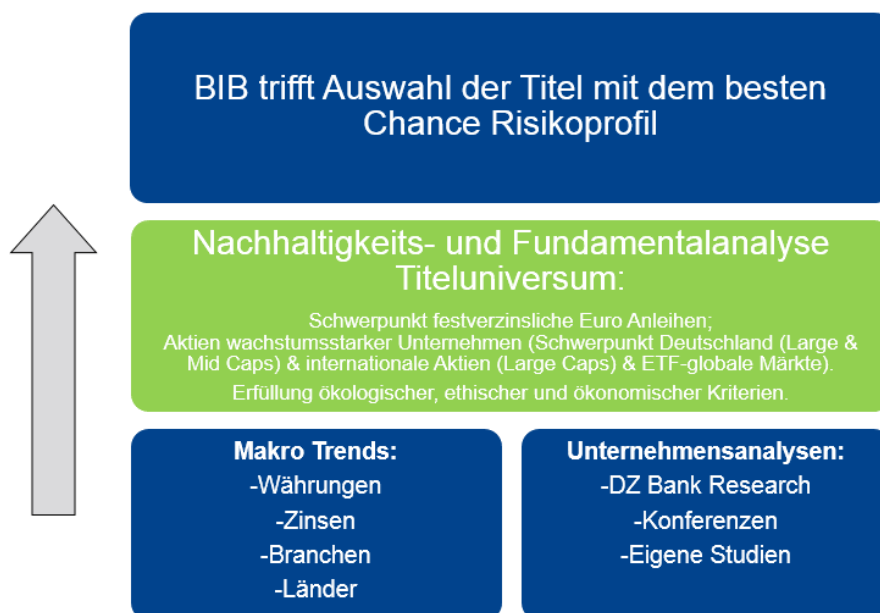 BIB trifft Auswahl der Titel mit dem besten
Chance Risikoprofil
Nachhaltigkeits- und Fundamentalanalyse
Titeluniversum:
Schwerpunkt festverzinsliche Euro Anleihen;
Aktien wachstumsstarker Unternehmen (Schwerpunkt Deutschland (Large &
Mid Caps) & internationale Aktien (Large Caps) & ETF-globale Märkte).
Erfüllung ökologischer, ethischer und ökonomischer Kriterien.
Makro Trends:
-Währungen
-Zinsen
-Branchen
-Länder
Unternehmensanalysen:
-DZ Bank Research
-Konferenzen
-Eigene Studien